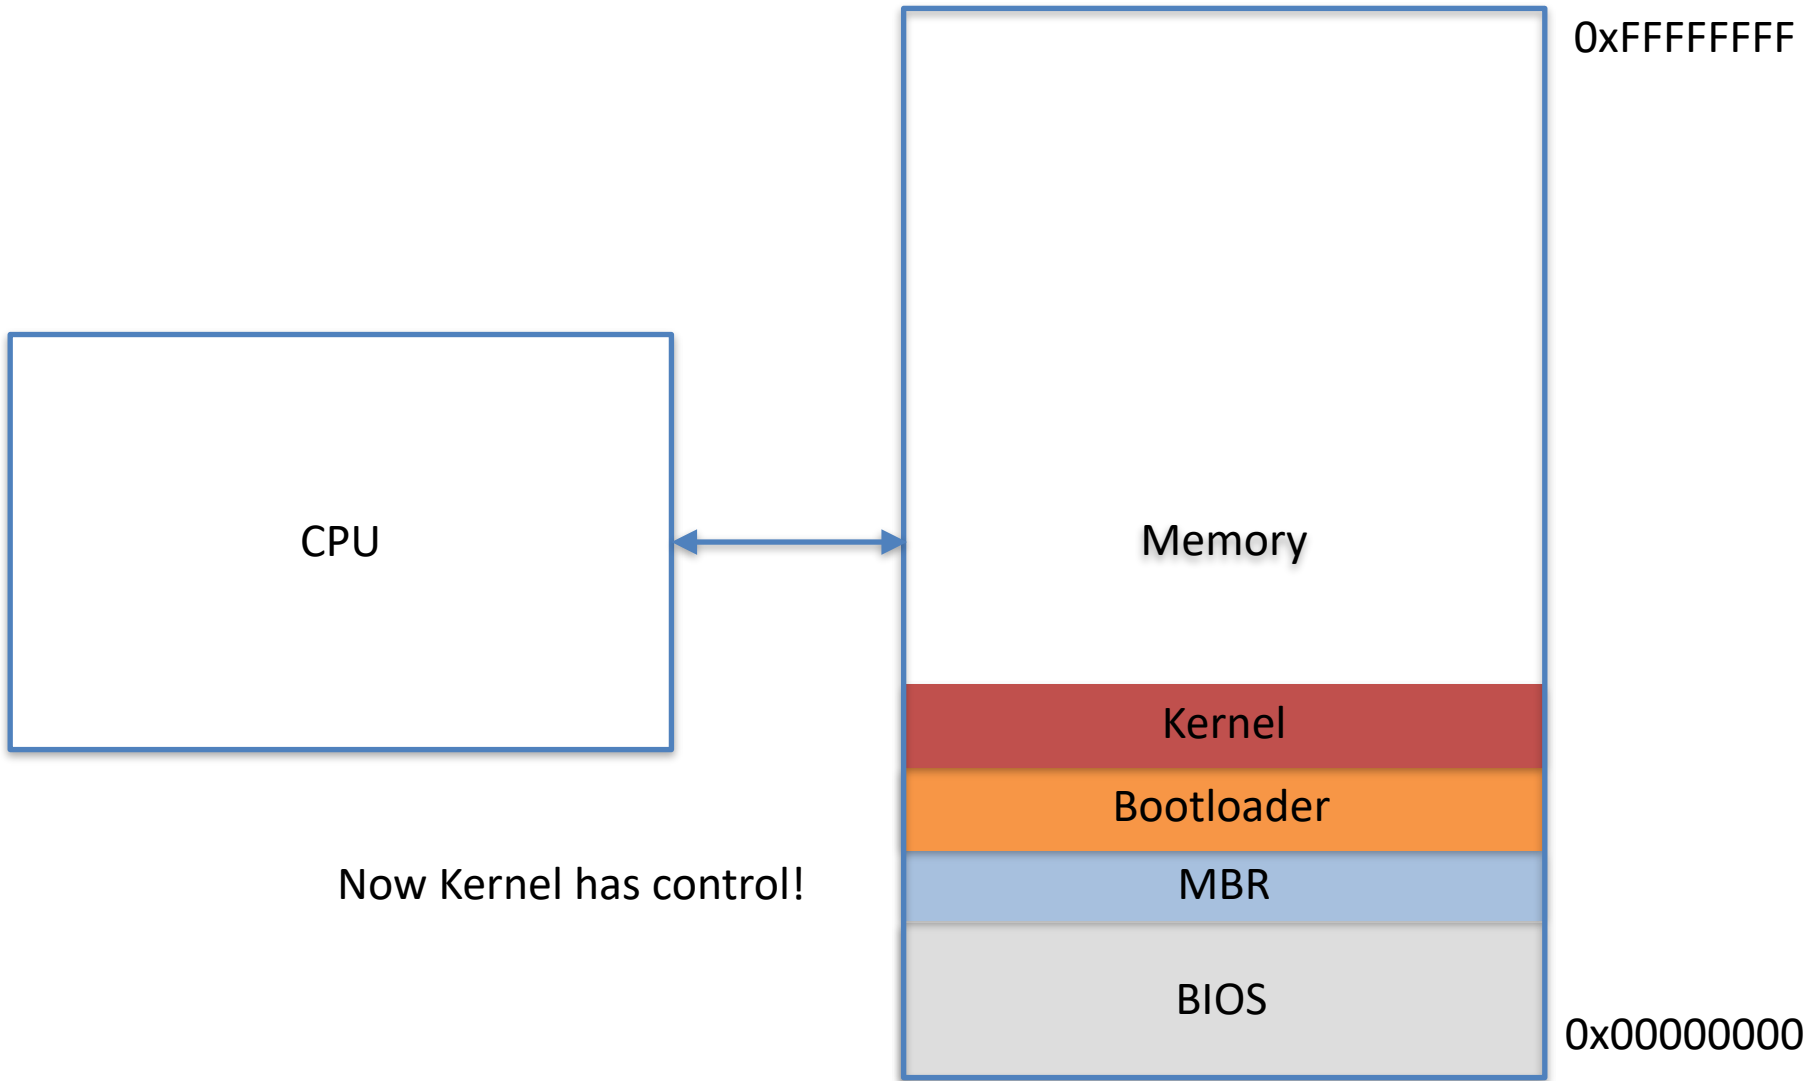 0xFFFFFFFF
CPU
Memory
Kernel
Bootloader
Now Kernel has control!
MBR
BIOS
0x00000000